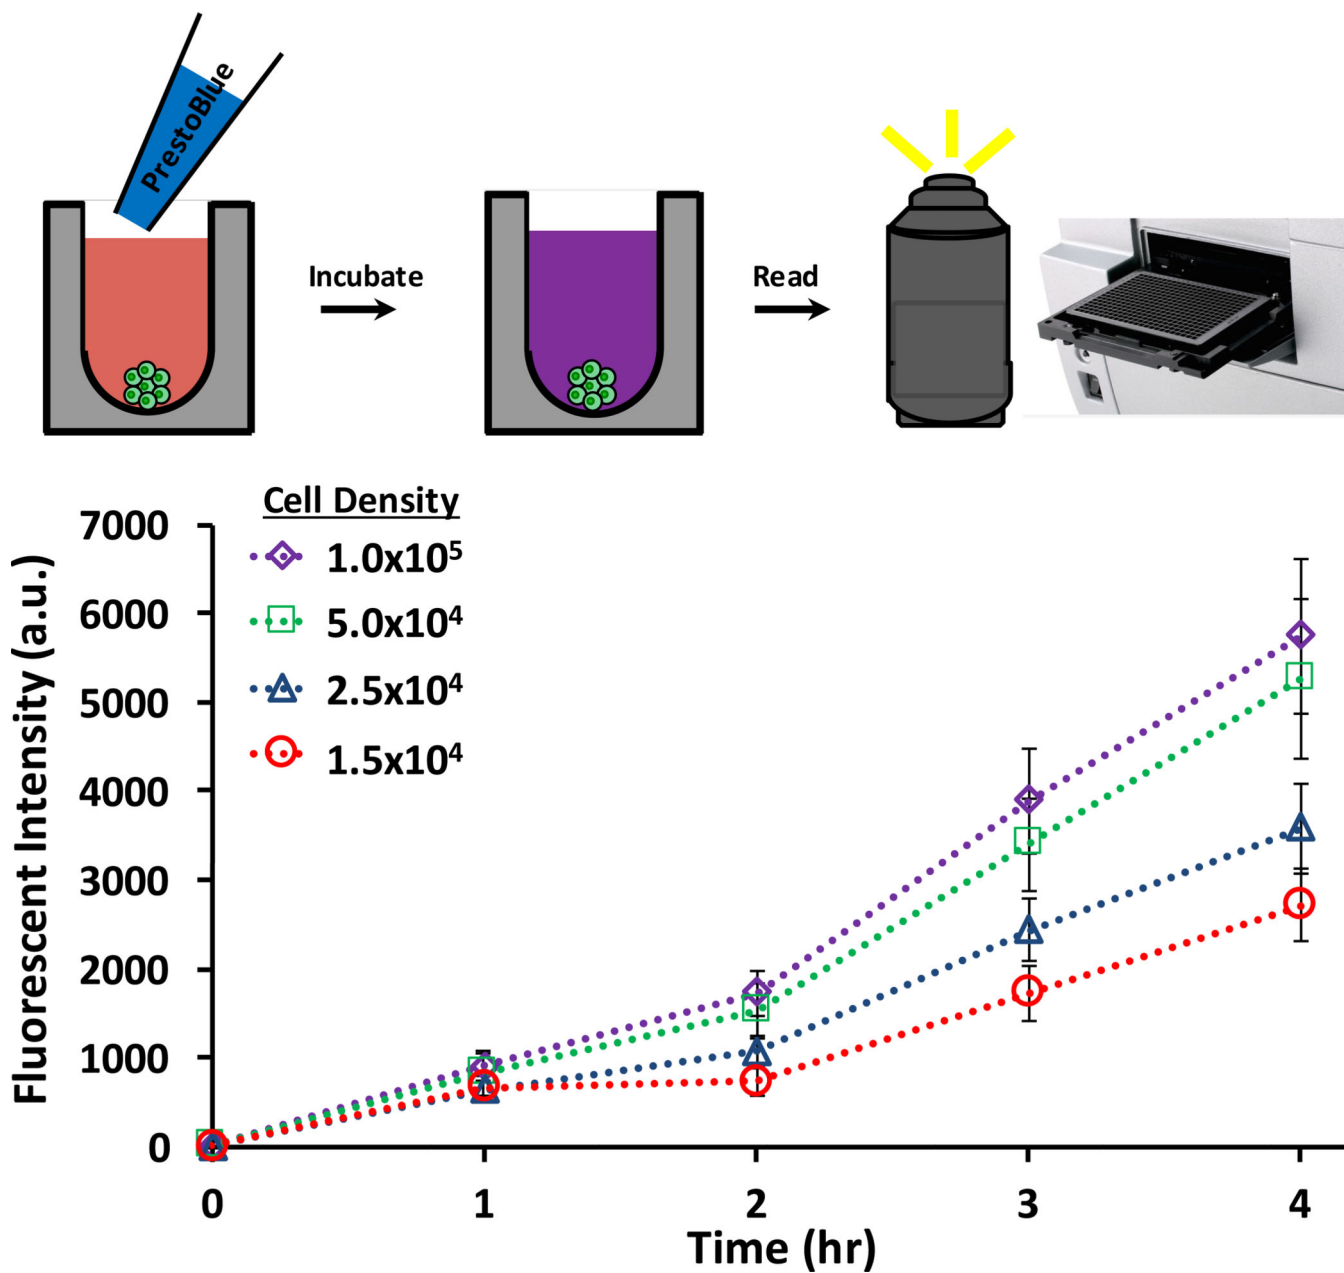 PrestoBlue
Incubate
Read
Cell Density
1.0x10⁵
5.0x10⁴
2.5x10⁴
1.5x10⁴
Fluorescent Intensity (a.u.)
7000
6000
5000
4000
3000
2000
1000
0
0 1 2 3 4
Time (hr)